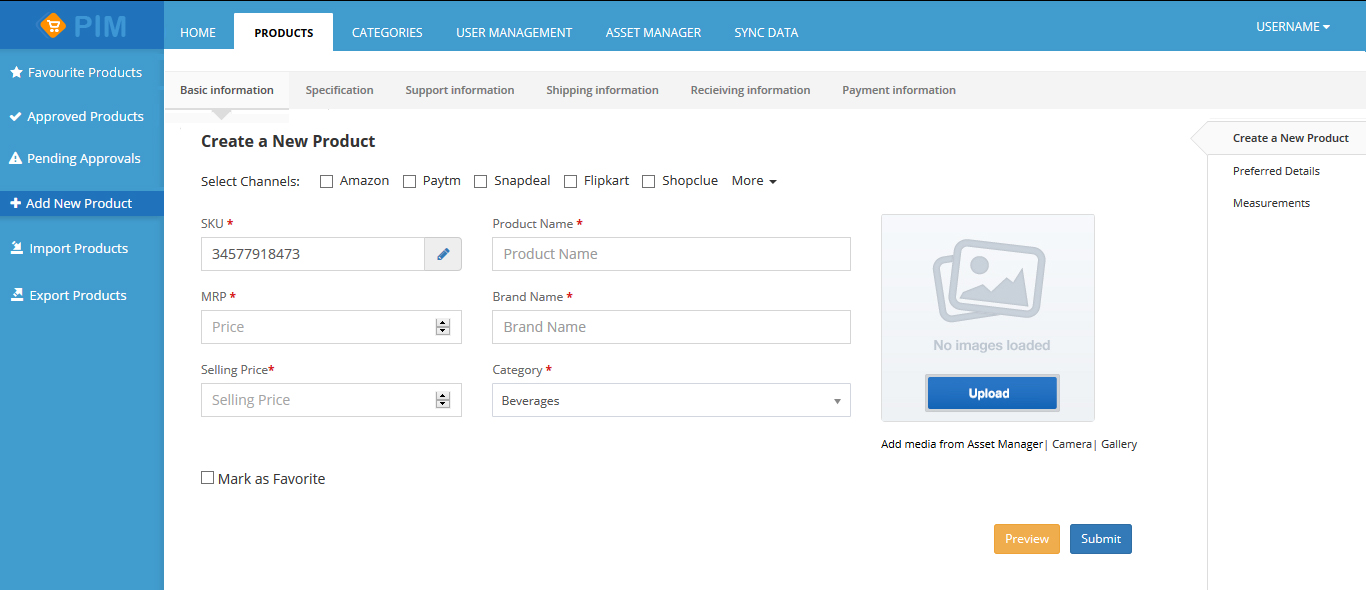 PIM
HOME PRODUCTS CATEGORIES USER MANAGEMENT ASSET MANAGER SYNC DATA USERNAME
Favourite Products
Approved Products
Pending Approvals
Add New Product
Import Products
Export Products
Basic information Specification Support information Shipping information Recieiving information Payment information
Create a New Product
Select Channels: Amazon Paytm Snapdeal Flipkart Shopclue More
SKU * Product Name *
34577918473 Product Name
MRP * Brand Name *
Price Brand Name
Selling Price* Category *
Selling Price Beverages
No images loaded
Upload
Add media from Asset Manager| Camera| Gallery
Mark as Favorite
Preview Submit
Create a New Product
Preferred Details
Measurements